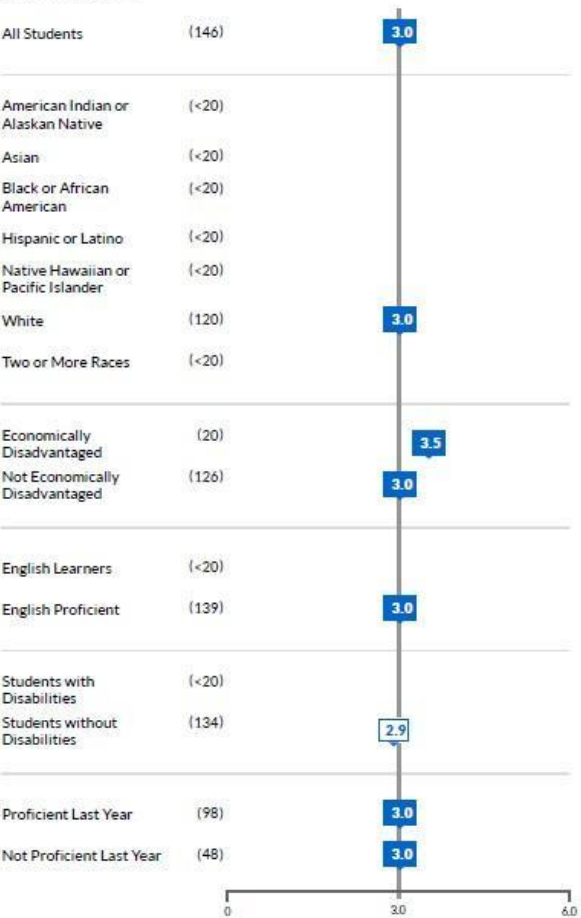 All Students (146) 3.0
American Indian or
Alaskan Native (<20)
Asian (<20)
Black or African
American (<20)
Hispanic or Latino (<20)
Native Hawaiian or
Pacific Islander (<20)
White (120) 3.0
Two or More Races (<20)
Economically
Disadvantaged (20) 3.5
Not Economically
Disadvantaged (126) 3.0
English Learners (<20)
English Proficient (139) 3.0
Students with
Disabilities (<20)
Students without
Disabilities (134) 2.9
Proficient Last Year (98) 3.0
Not Proficient Last Year (48) 3.0
0 3.0 6.0